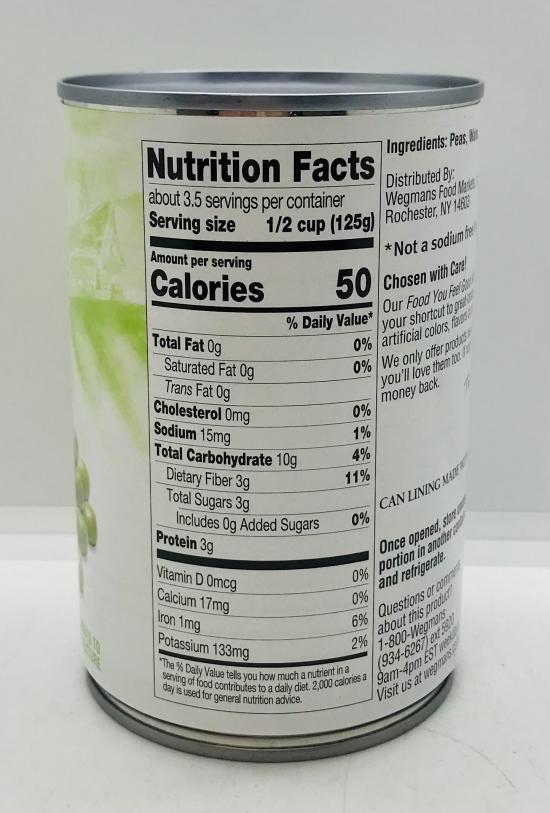 Nutrition Facts
about 3.5 servings per container
Serving size 1/2 cup (125g)
Amount per serving
Calories 50
% Daily Value*
Total Fat 0g 0%
Saturated Fat 0g 0%
Trans Fat 0g
Cholesterol 0mg 0%
Sodium 15mg 1%
Total Carbohydrate 10g 4%
Dietary Fiber 3g 11%
Total Sugars 3g
Includes 0g Added Sugars 0%
Protein 3g
Vitamin D 0mcg 0%
Calcium 17mg 0%
Iron 1mg 6%
Potassium 133mg 2%
*The % Daily Value tells you how much a nutrient in a
serving of food contributes to a daily diet. 2,000 calories a
day is used for general nutrition advice.
Ingredients: Peas,
Distributed By:
Wegmans Food Markets
Rochester, NY 14603
*Not a sodium free
Chosen with Care!
Our Food You Feel Good
your shortcut to great
artificial colors, flavors
We only offer products
you'll love them too. If
money back.
CAN LINING MADE
Once opened, store
portion in another
and refrigerate.
Questions or comments
about this product?
1-800-Wegmans
(934-6267) ext 5900
9am-4pm EST
Visit us at